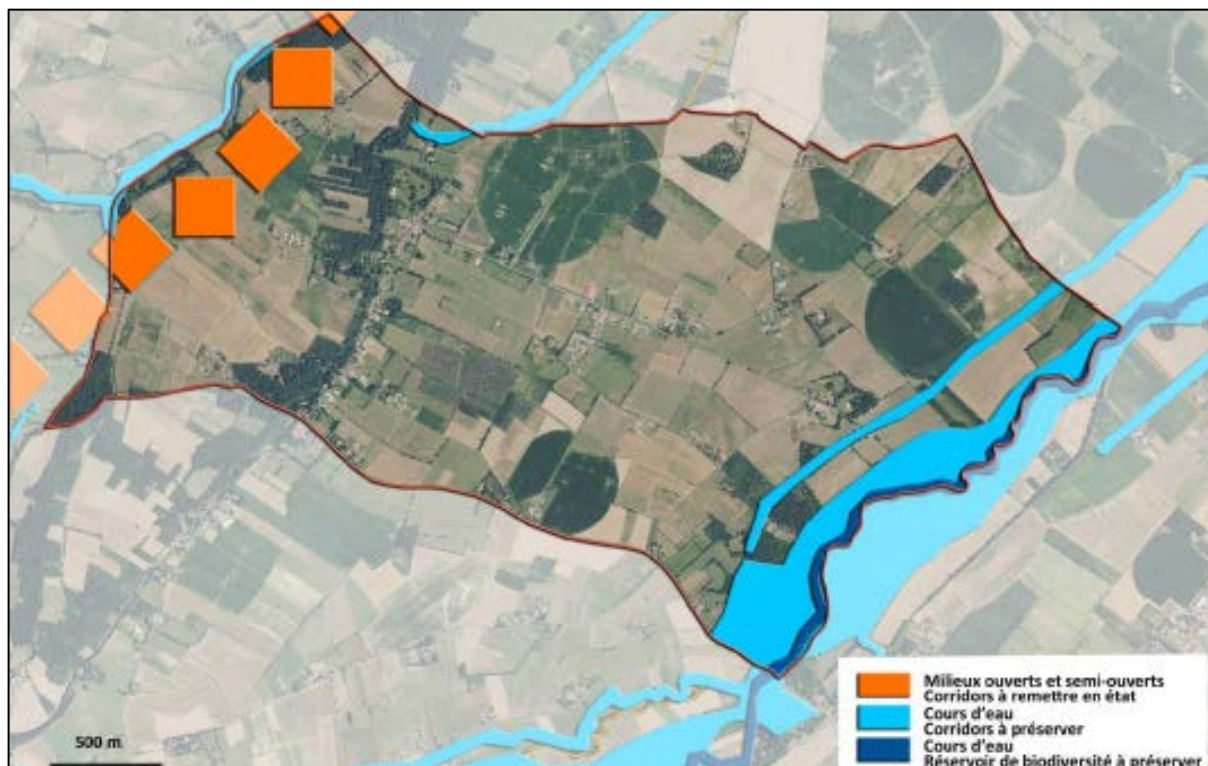 Milieux ouverts et semi-ouverts
Corridors à remettre en état
Cours d'eau
Corridors à préserver
Cours d'eau
Réservoir de biodiversité à préserver
500 m